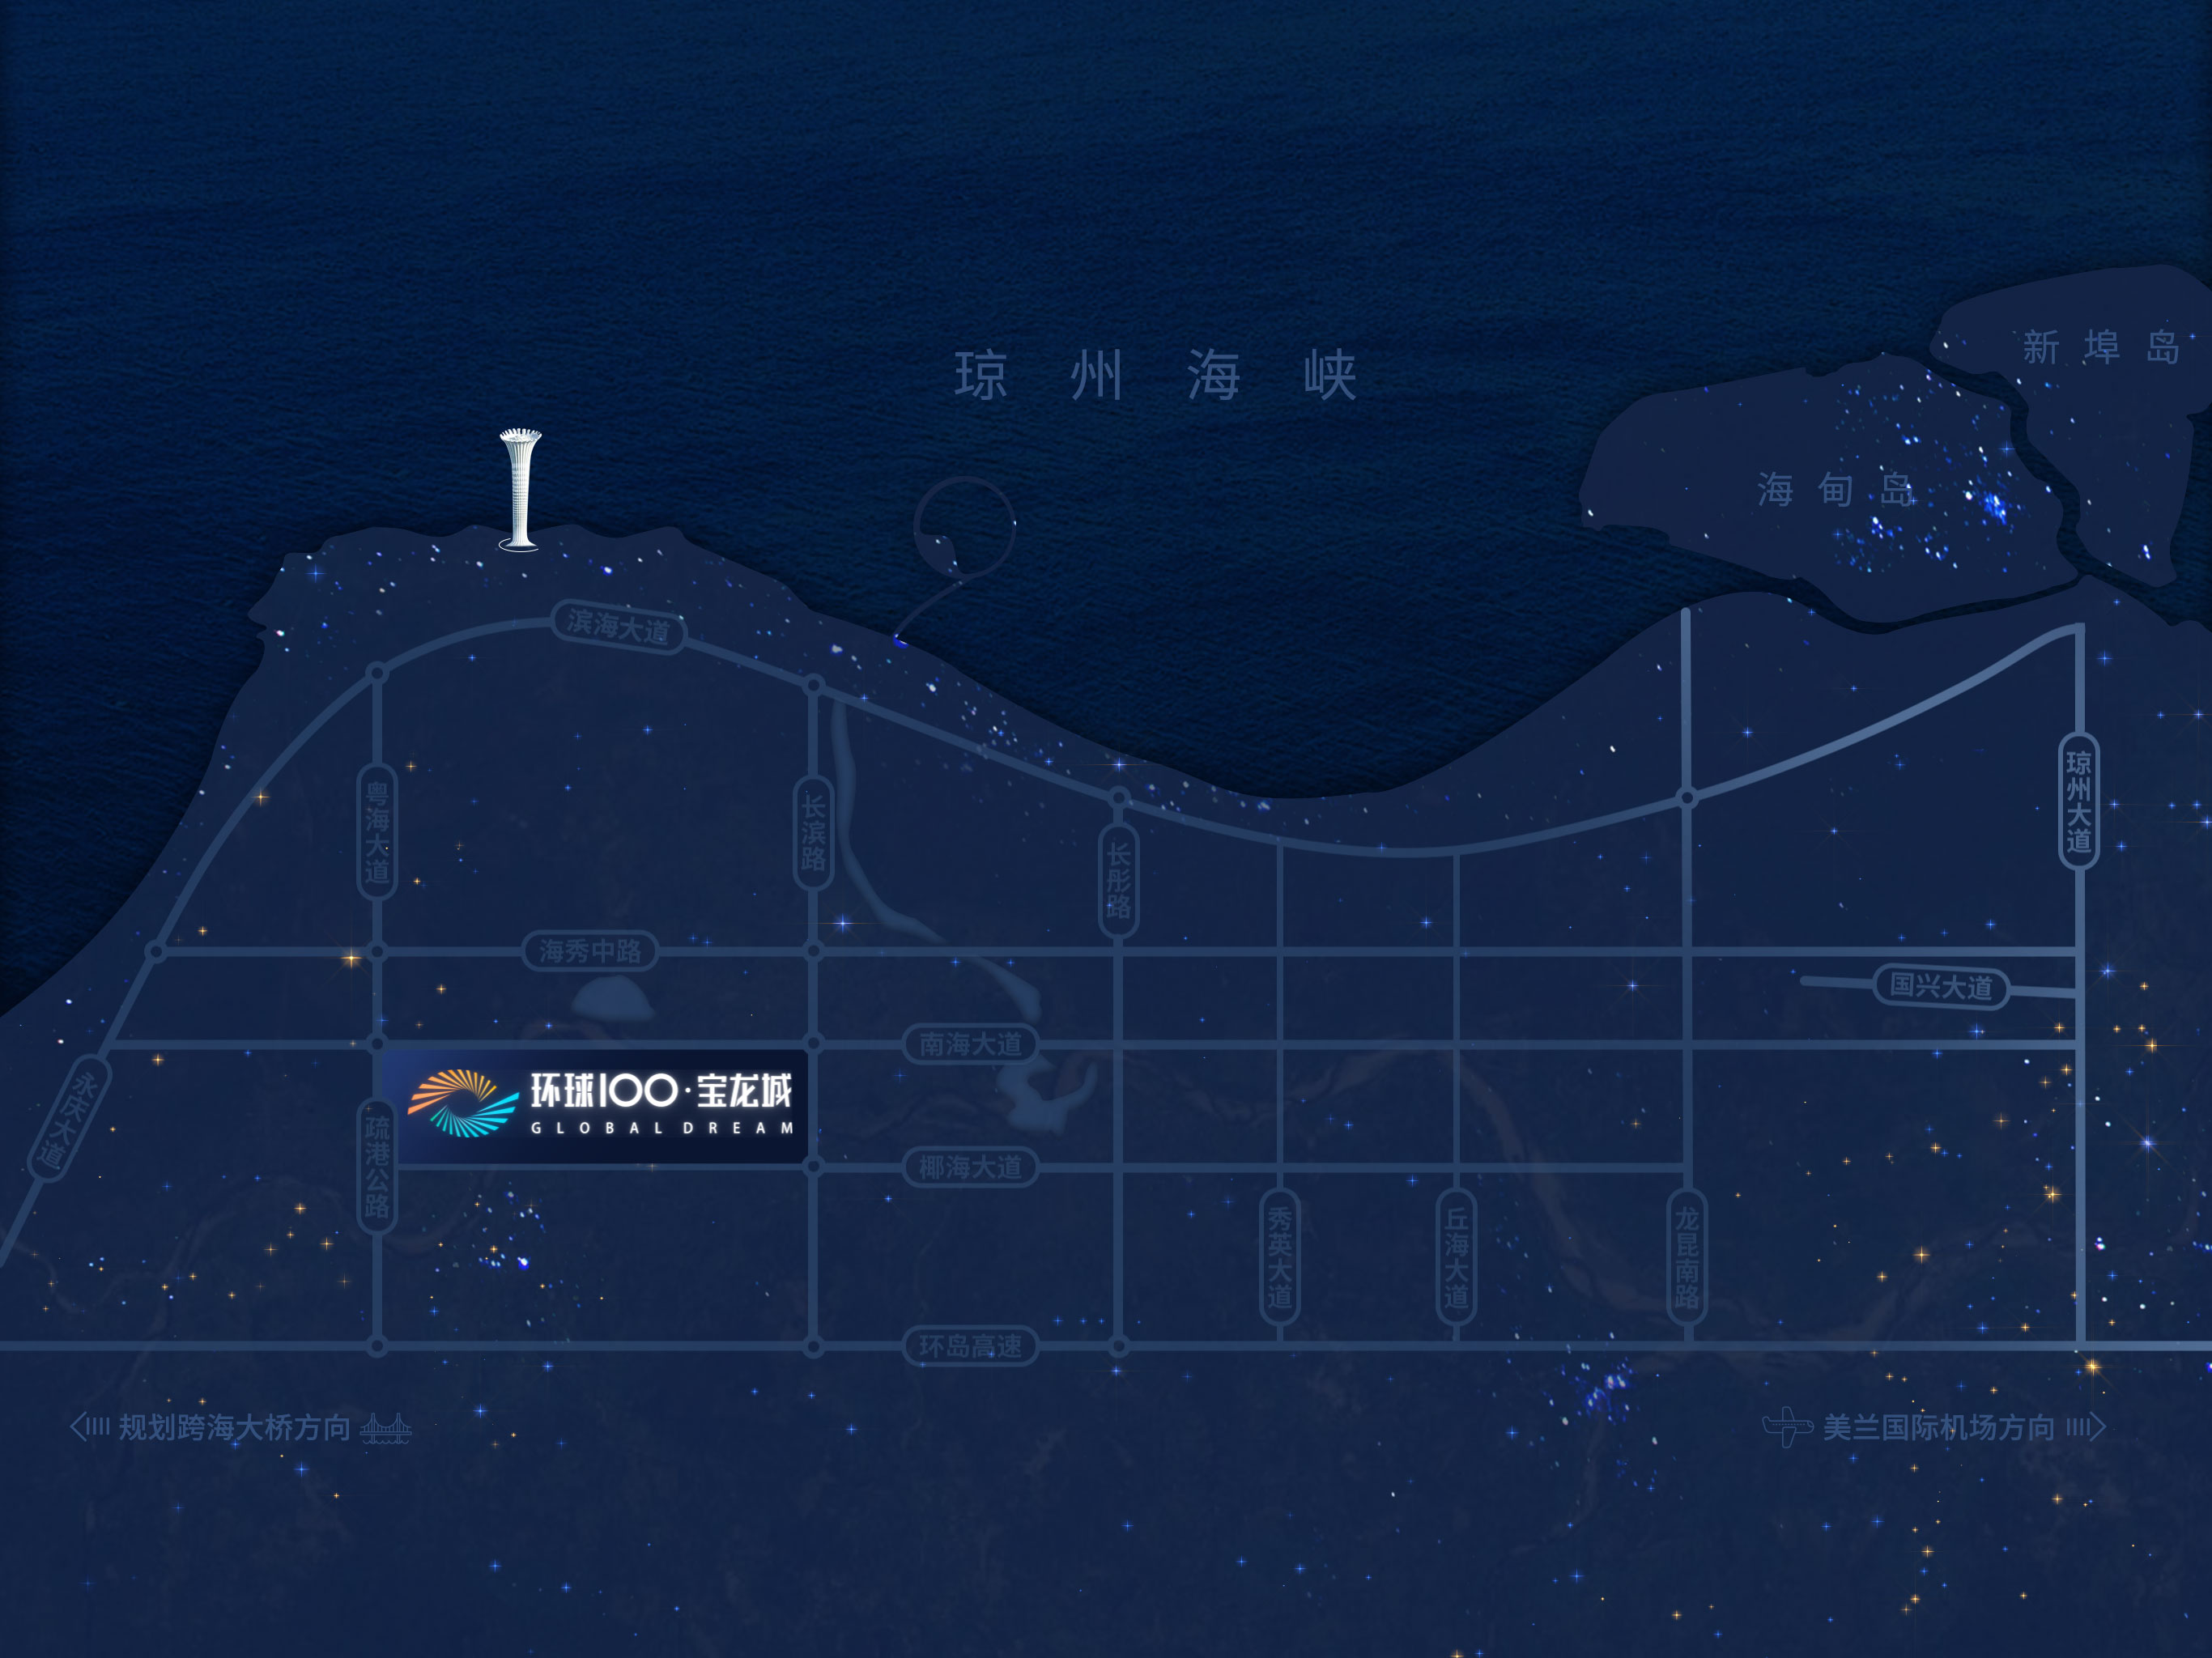 琼州海峡
新埠岛
海甸岛
滨海大道
粤海大道
长滨路
长彤路
琼州大道
海秀中路
国兴大道
南海大道
永庆大道
环球100·宝龙城
GLOBAL DREAM
疏港公路
椰海大道
秀英大道
丘海大道
龙昆南路
环岛高速
规划跨海大桥方向
美兰国际机场方向